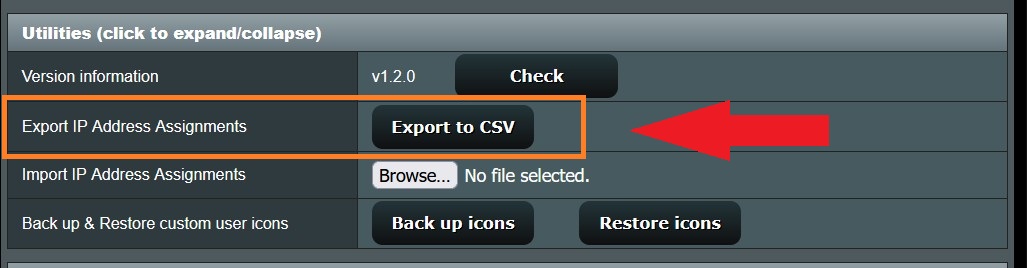 Utilities (click to expand/collapse)
Version information v1.2.0 Check
Export IP Address Assignments Export to CSV
Import IP Address Assignments Browse... No file selected.
Back up & Restore custom user icons Back up icons Restore icons